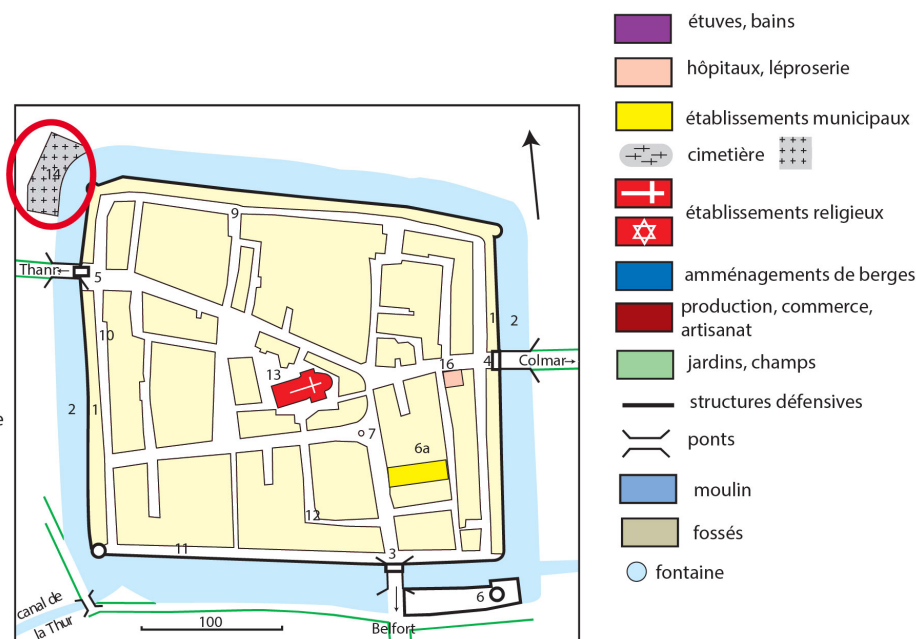 14
9
Thann←
5
10
1
2
13
16
4
Colmar→
2
1
7
6a
12
11
3
6
canal de
la Thur
100
Belfort
e
étuves, bains
hôpitaux, léproserie
établissements municipaux
cimetière
établissements religieux
amménagements de berges
production, commerce,
artisanat
jardins, champs
structures défensives
ponts
moulin
fossés
fontaine